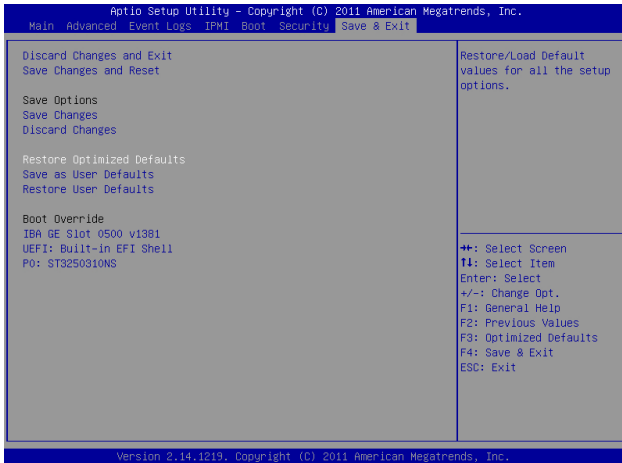 Aptio Setup Utility – Copyright (C) 2011 American Megatrends, Inc.
Main Advanced Event Logs IPMI Boot Security Save & Exit
Discard Changes and Exit
Save Changes and Reset
Save Options
Save Changes
Discard Changes
Restore Optimized Defaults
Save as User Defaults
Restore User Defaults
Boot Override
IBA GE Slot 0500 v1381
UEFI: Built-in EFI Shell
P0: ST3250310NS
Restore/Load Default
values for all the setup
options.
→←: Select Screen
↑↓: Select Item
Enter: Select
+/-: Change Opt.
F1: General Help
F2: Previous Values
F3: Optimized Defaults
F4: Save & Exit
ESC: Exit
Version 2.14.1219. Copyright (C) 2011 American Megatrends, Inc.